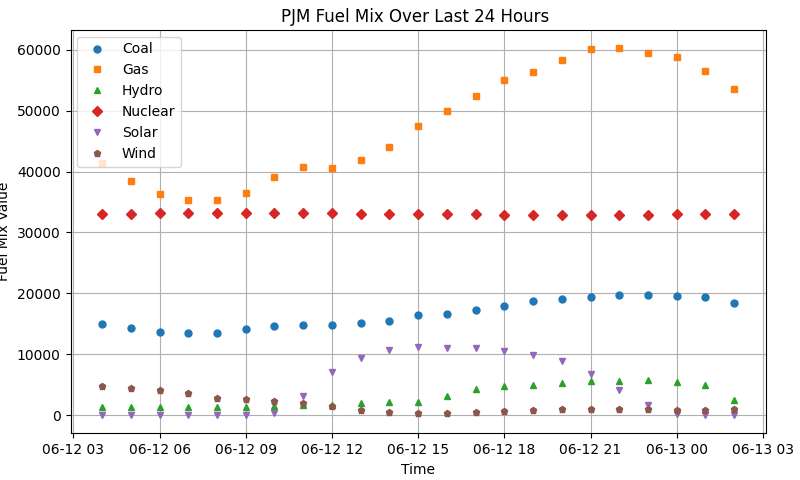 PJM Fuel Mix Over Last 24 Hours
Coal
Gas
Hydro
Nuclear
Solar
Wind
60000
50000
40000
30000
20000
10000
0
Fuel Mix Value
06-12 03
06-12 06
06-12 09
06-12 12
06-12 15
06-12 18
06-12 21
06-13 00
06-13 03
Time